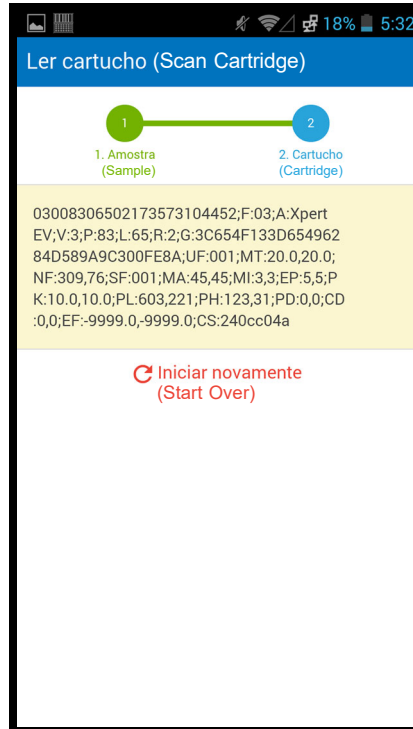 18% 5:32
Ler cartucho (Scan Cartridge)
1
2
1. Amostra
(Sample)
2. Cartucho
(Cartridge)
03008306502173573104452;F:03;A:Xpert
EV;V:3;P:83;L:65;R:2;G:3C654F133D654962
84D589A9C300FE8A;UF:001;MT:20.0,20.0;
NF:309,76;SF:001;MA:45,45;MI:3,3;EP:5,5;P
K:10.0,10.0;PL:603,221;PH:123,31;PD:0,0;CD
:0,0;EF:-9999.0,-9999.0;CS:240cc04a
Iniciar novamente
(Start Over)